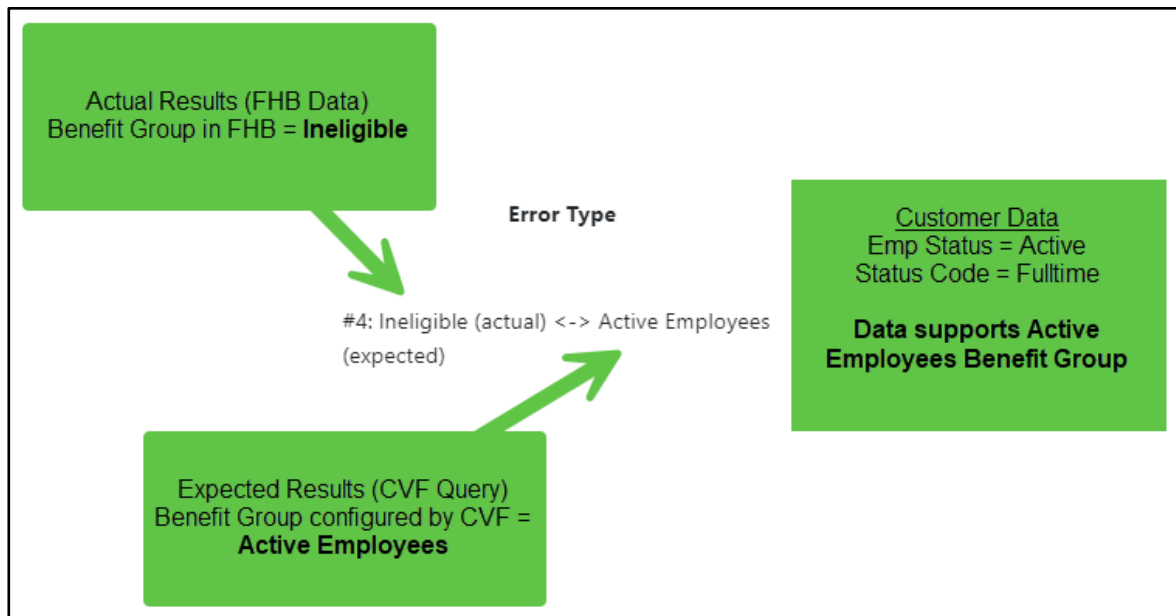 Actual Results (FHB Data)
Benefit Group in FHB = Ineligible
Error Type
Customer Data
Emp Status = Active
Status Code = Fulltime
Data supports Active
Employees Benefit Group
#4: Ineligible (actual) <-> Active Employees
(expected)
Expected Results (CVF Query)
Benefit Group configured by CVF =
Active Employees